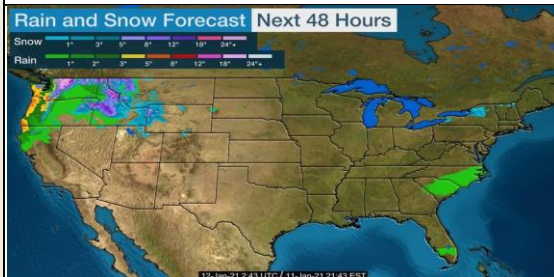 Rain and Snow Forecast Next 48 Hours
Snow
1" 3" 5" 8" 12" 18" 24"+
Rain
1" 2" 3" 5" 8" 12" 18" 24"+
12-Jan-21 2:43 UTC / 11-Jan-21 21:43 EST